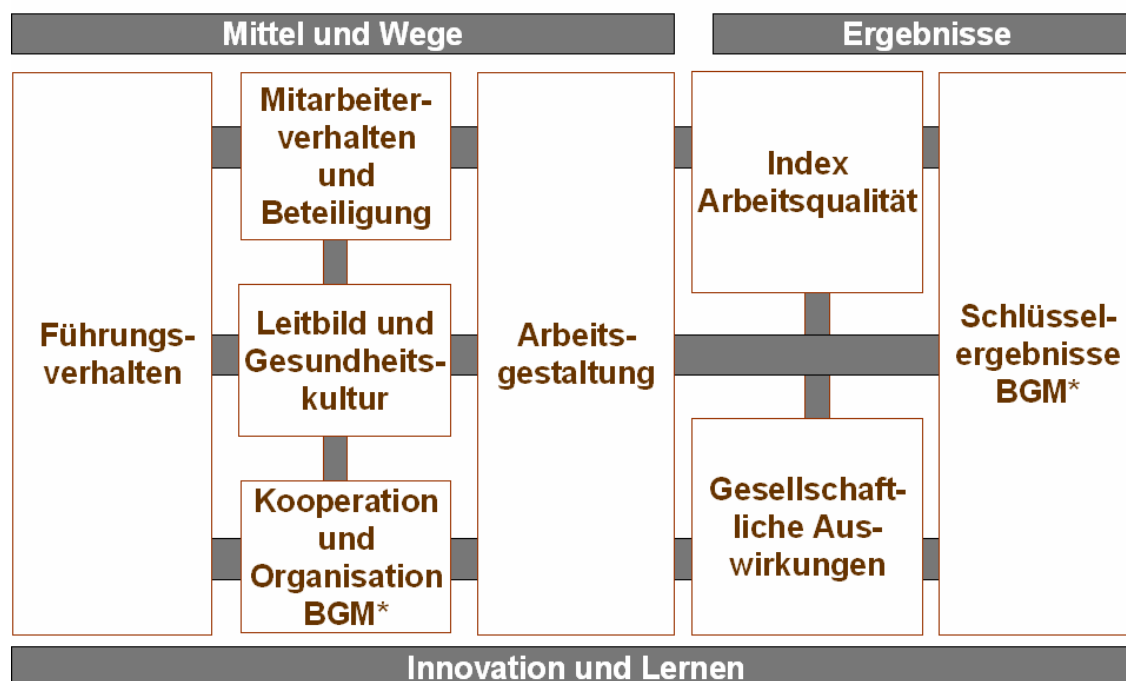 Mittel und Wege
Ergebnisse
Führungs-
verhalten
Mitarbeiter-
verhalten
und
Beteiligung
Leitbild und
Gesundheits-
kultur
Kooperation
und
Organisation
BGM*
Arbeits-
gestaltung
Index
Arbeitsqualität
Gesellschaft-
liche Aus-
wirkungen
Schlüssel-
ergebnisse
BGM*
Innovation und Lernen